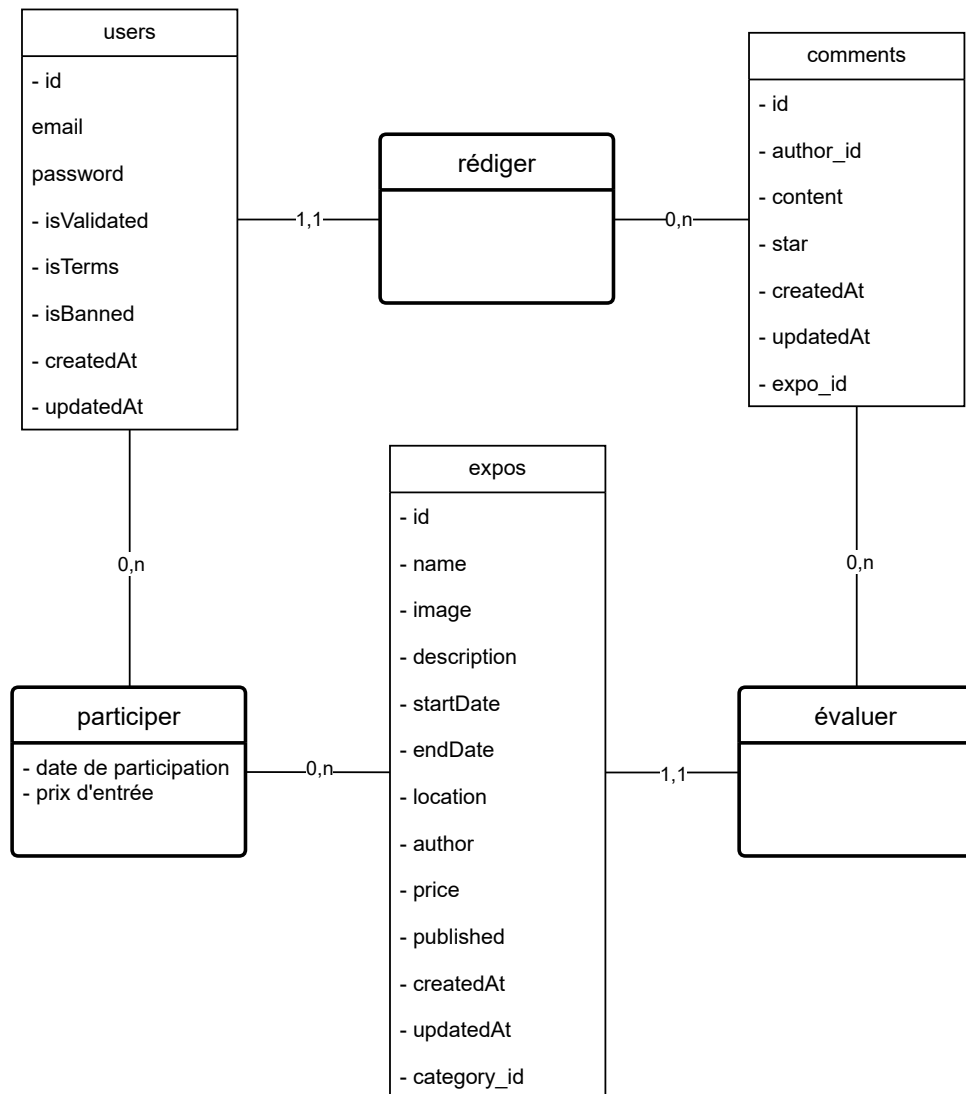 users
- id
email
password
- isValidated
- isTerms
- isBanned
- createdAt
- updatedAt
1,1
rédiger
0,n
comments
- id
- author_id
- content
- star
- createdAt
- updatedAt
- expo_id
0,n
participer
- date de participation
- prix d'entrée
0,n
expos
- id
- name
- image
- description
- startDate
- endDate
- location
- author
- price
- published
- createdAt
- updatedAt
- category_id
1,1
0,n
évaluer